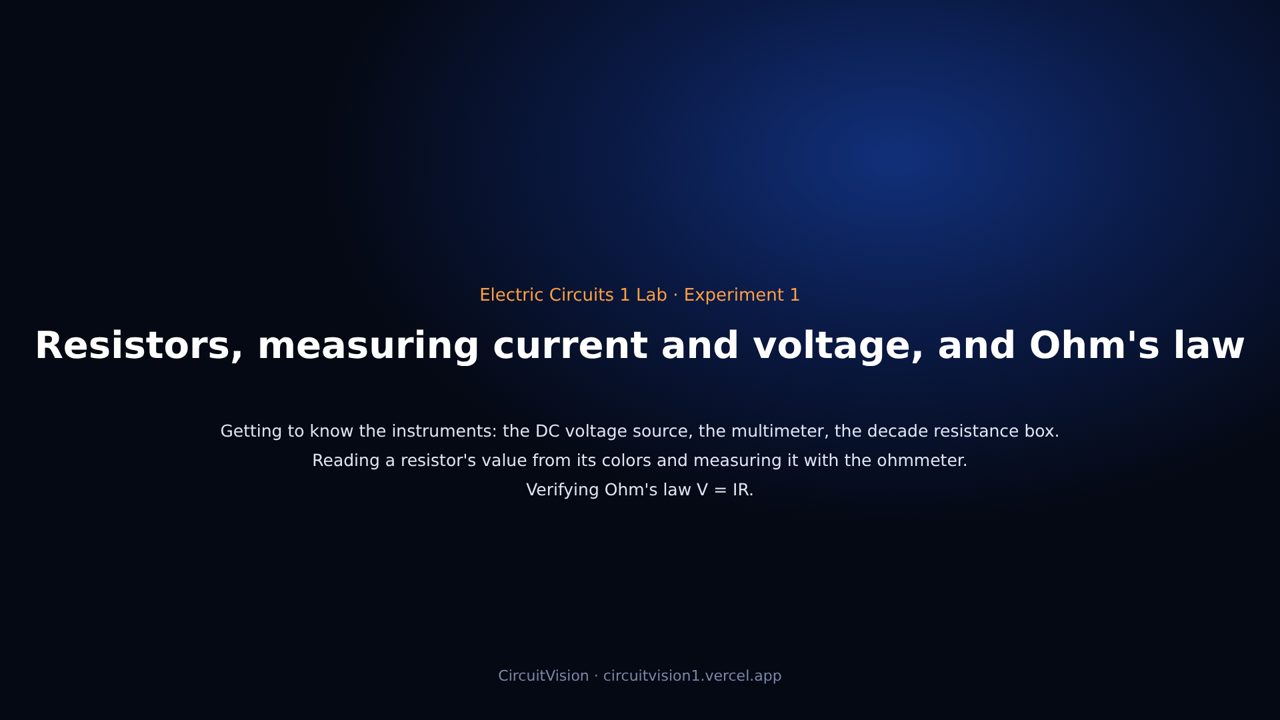 Electric Circuits 1 Lab · Experiment 1
Resistors, measuring current and voltage, and Ohm's law
Getting to know the instruments: the DC voltage source, the multimeter, the decade resistance box.
Reading a resistor's value from its colors and measuring it with the ohmmeter.
Verifying Ohm's law V = IR.
CircuitVision · circuitvision1.vercel.app